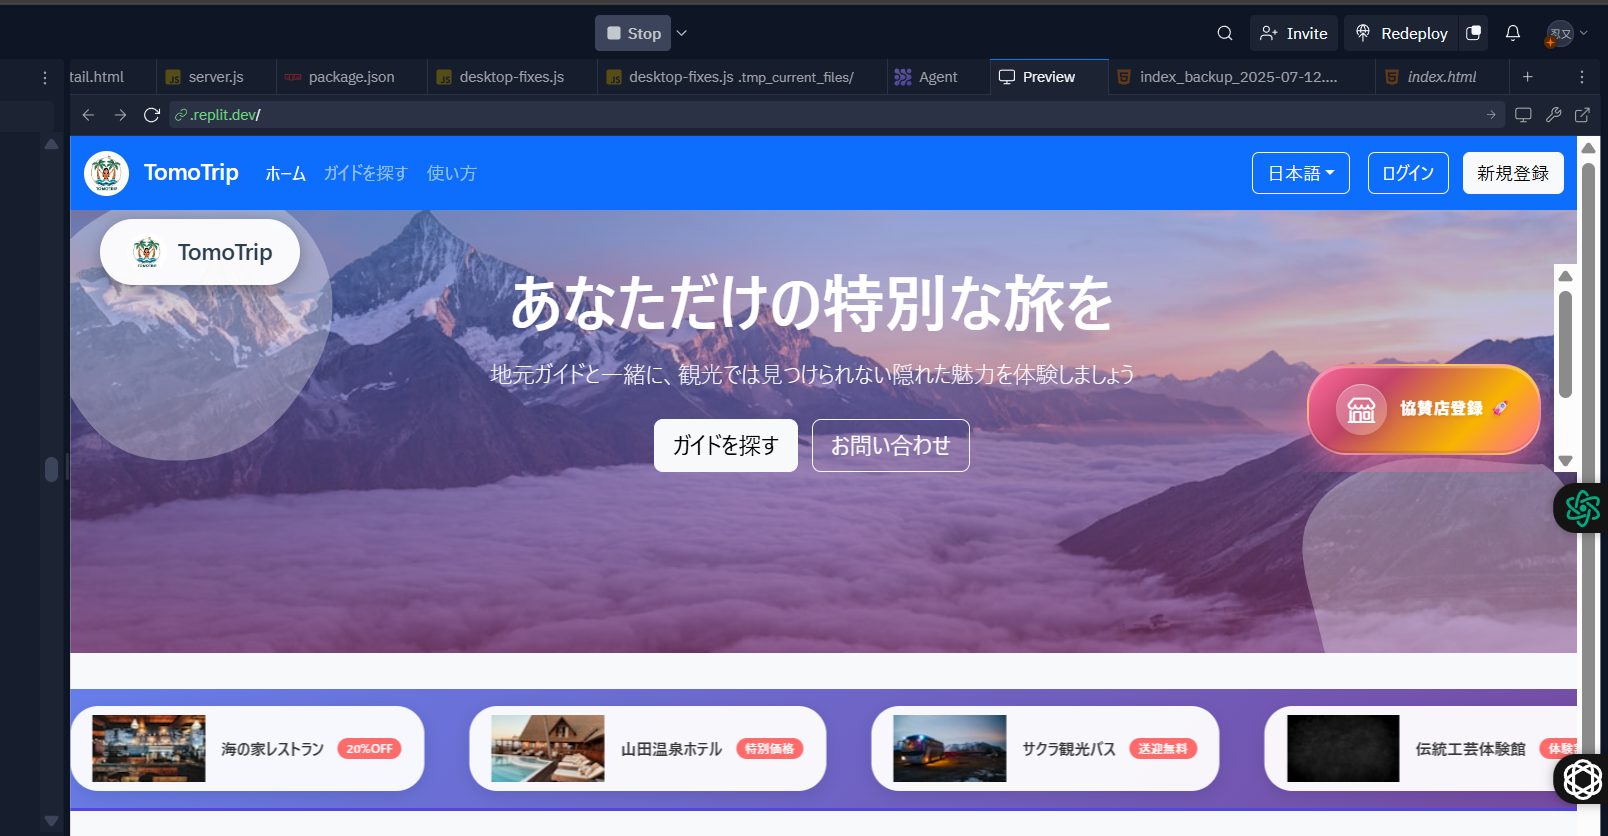 Stop
Invite
Redeploy
tail.html
server.js
package.json
desktop-fixes.js
desktop-fixes.js .tmp_current_files/
Agent
Preview
index_backup_2025-07-12....
index.html
.replit.dev/
TomoTrip
ホーム
ガイドを探す
使い方
日本語
ログイン
新規登録
TomoTrip
あなただけの特別な旅を
地元ガイドと一緒に、観光では見つけられない隠れた魅力を体験しましょう
ガイドを探す
お問い合わせ
協賛店登録 🚀
海の家レストラン
20%OFF
山田温泉ホテル
特別価格
サクラ観光バス
送迎無料
伝統工芸体験館
体験